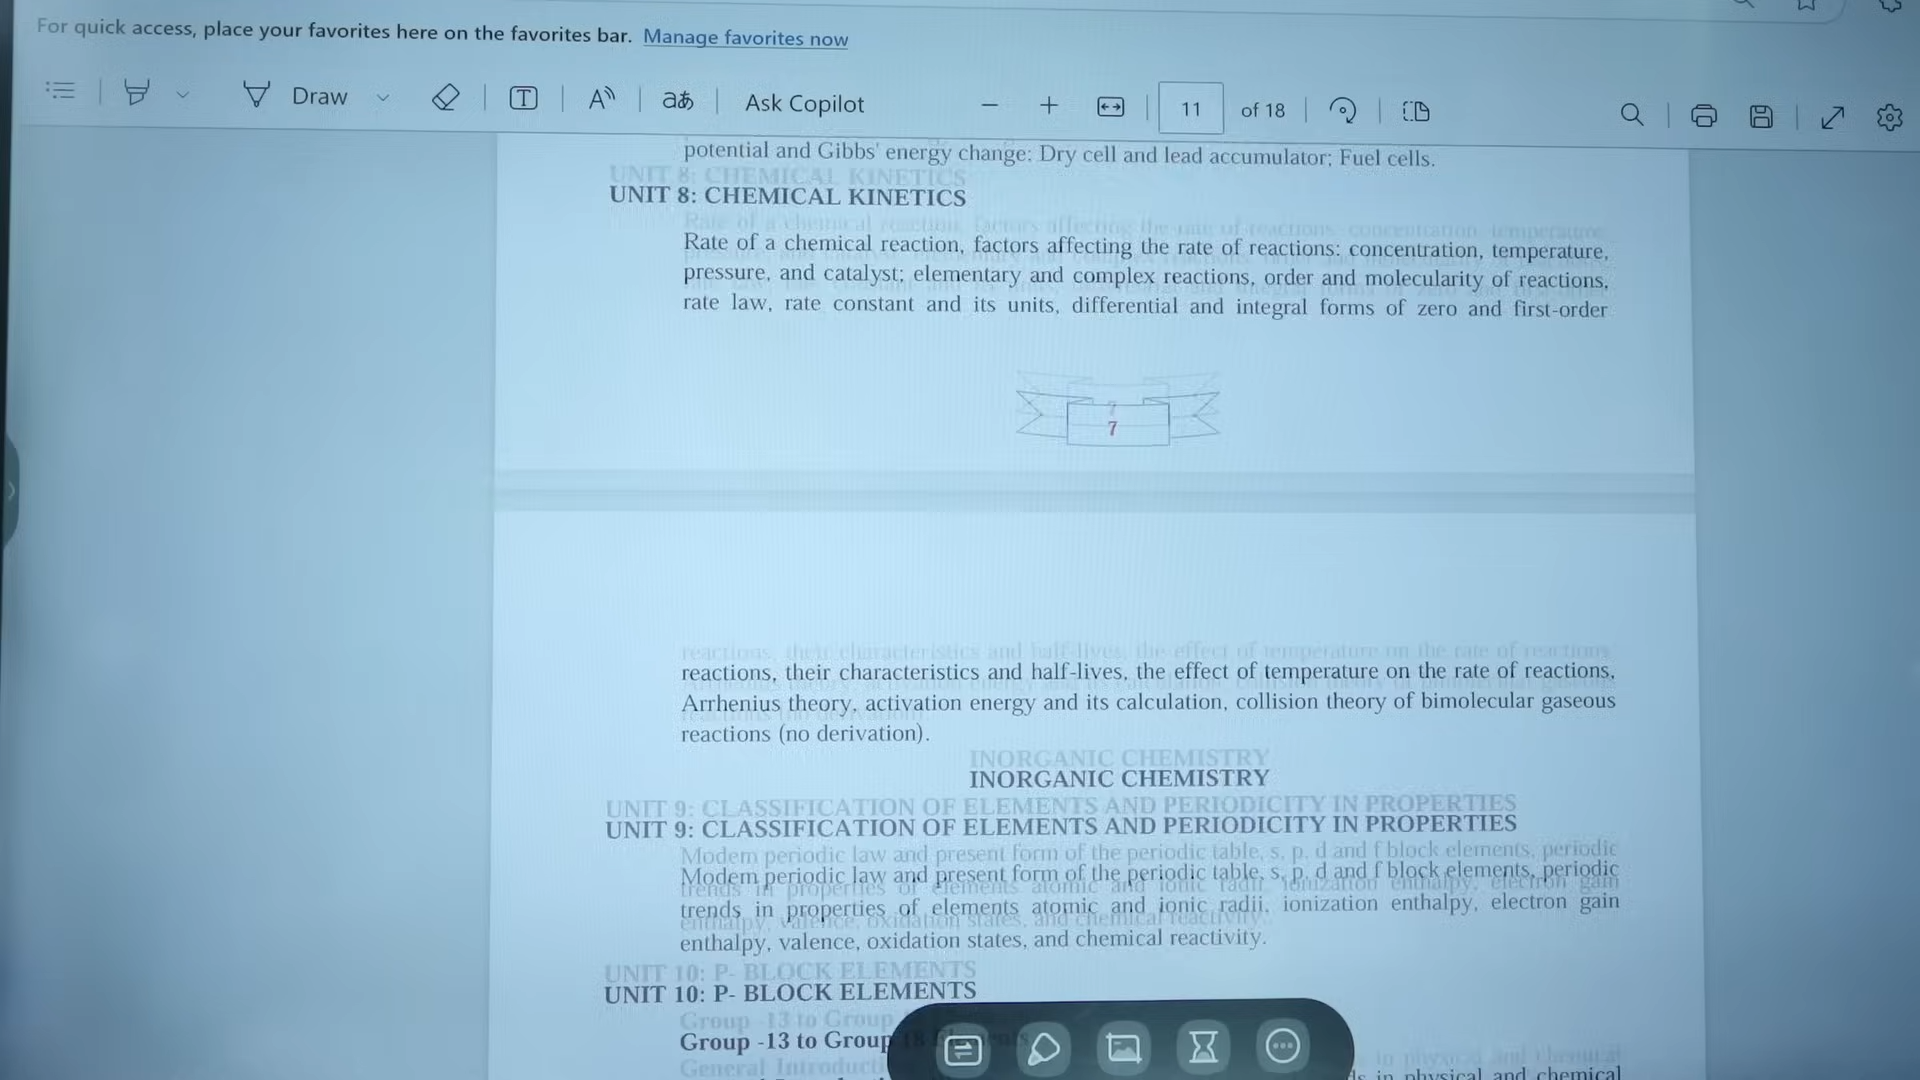 For quick access, place your favorites here on the favorites bar. Manage favorites now
Draw
Ask Copilot
11 of 18
potential and Gibbs' energy change: Dry cell and lead accumulator; Fuel cells.
UNIT 8: CHEMICAL KINETICS
Rate of a chemical reaction, factors affecting the rate of reactions: concentration, temperature,
pressure, and catalyst; elementary and complex reactions, order and molecularity of reactions,
rate law, rate constant and its units, differential and integral forms of zero and first-order
7
reactions, their characteristics and half-lives, the effect of temperature on the rate of reactions,
Arrhenius theory, activation energy and its calculation, collision theory of bimolecular gaseous
reactions (no derivation).
INORGANIC CHEMISTRY
UNIT 9: CLASSIFICATION OF ELEMENTS AND PERIODICITY IN PROPERTIES
Modem periodic law and present form of the periodic table, s, p, d and f block elements, periodic
trends in properties of elements atomic and ionic radii, ionization enthalpy, electron gain
enthalpy, valence, oxidation states, and chemical reactivity.
UNIT 10: P- BLOCK ELEMENTS
Group -13 to Group
in physical and chemical